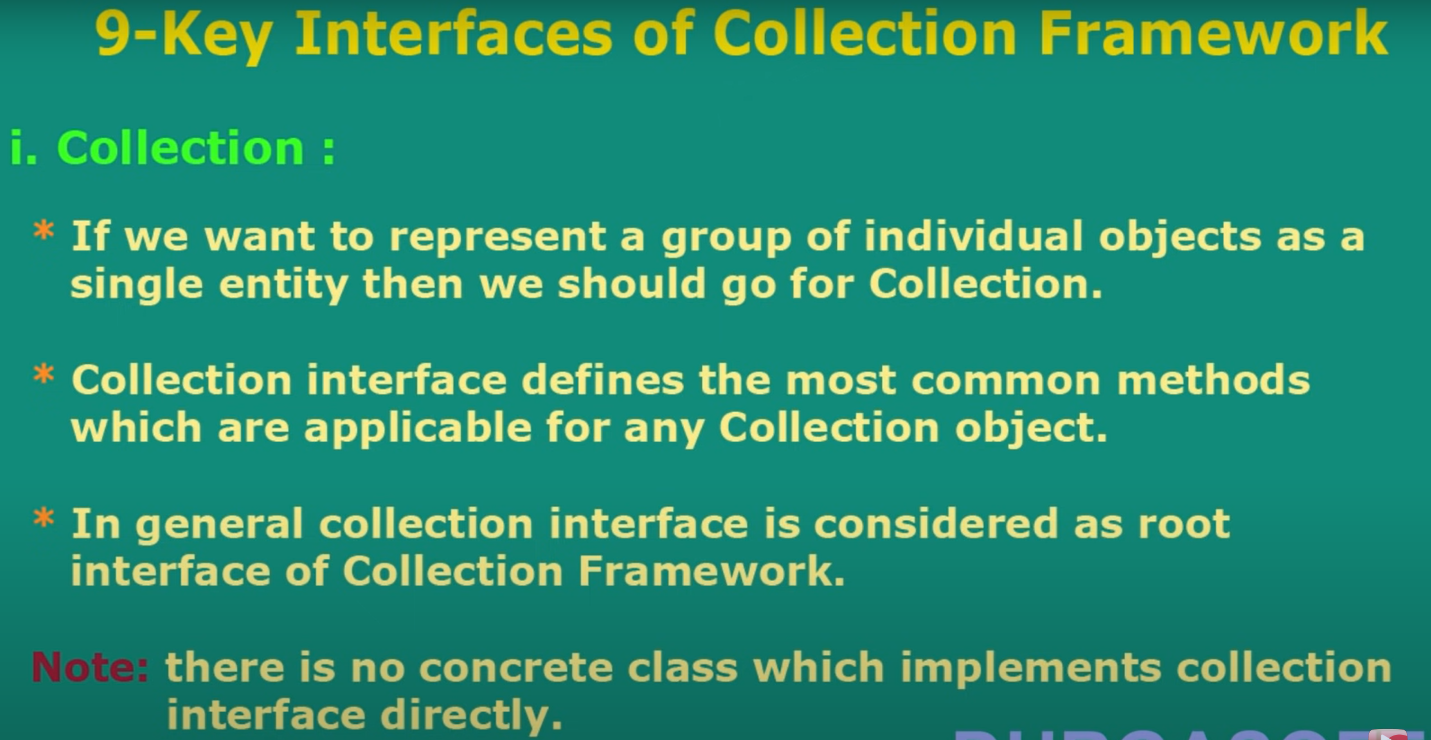 9-Key Interfaces of Collection Framework
i. Collection :
* If we want to represent a group of individual objects as a
single entity then we should go for Collection.
* Collection interface defines the most common methods
which are applicable for any Collection object.
* In general collection interface is considered as root
interface of Collection Framework.
Note: there is no concrete class which implements collection
interface directly.